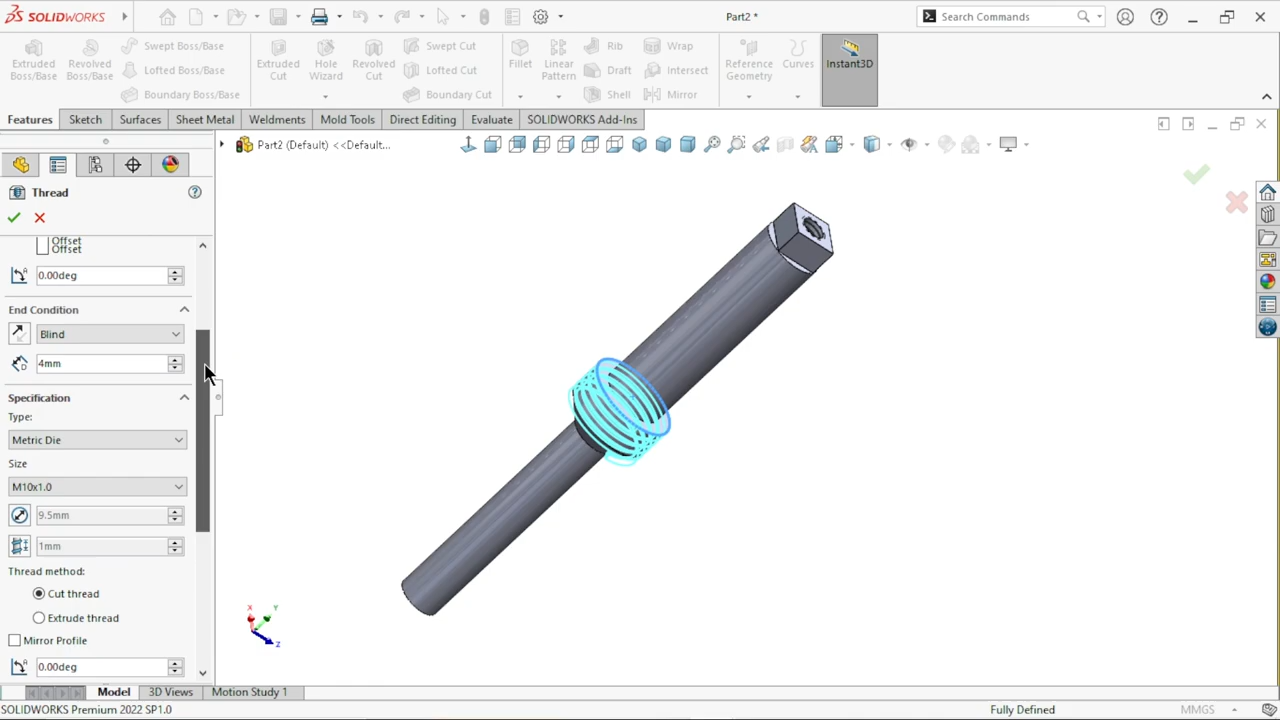 SOLIDWORKS
Part2 *
Search Commands
Extruded Boss/Base
Revolved Boss/Base
Swept Boss/Base
Lofted Boss/Base
Boundary Boss/Base
Extruded Cut
Hole Wizard
Revolved Cut
Swept Cut
Lofted Cut
Boundary Cut
Fillet
Linear Pattern
Rib
Draft
Shell
Wrap
Intersect
Mirror
Reference Geometry
Curves
Instant3D
Features
Sketch
Surfaces
Sheet Metal
Weldments
Mold Tools
Direct Editing
Evaluate
SOLIDWORKS Add-Ins
Part2 (Default) <<Default...
Thread
Offset
Offset
0.00deg
End Condition
Blind
4mm
Specification
Type:
Metric Die
Size
M10x1.0
9.5mm
1mm
Thread method:
Cut thread
Extrude thread
Mirror Profile
0.00deg
X
Y
Z
Model
3D Views
Motion Study 1
SOLIDWORKS Premium 2022 SP1.0
Fully Defined
MMGS